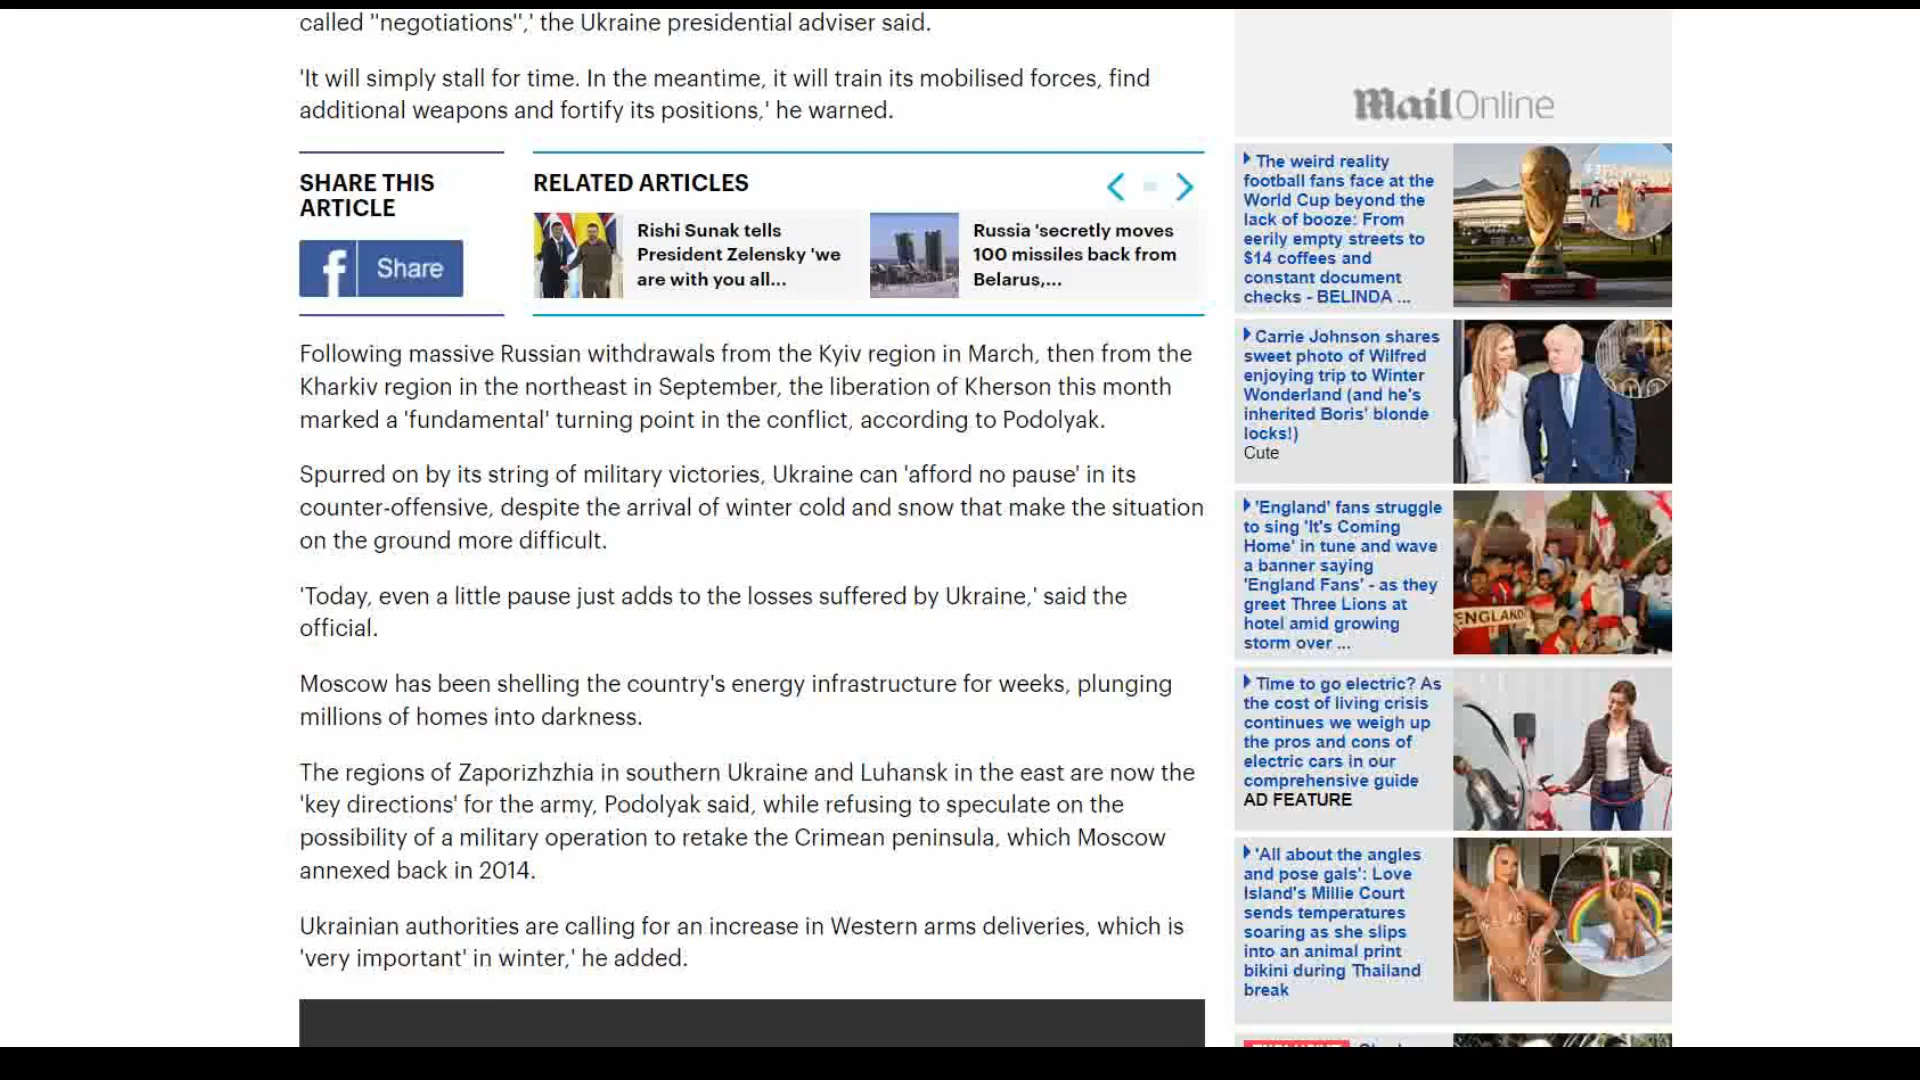 called "negotiations",' the Ukraine presidential adviser said.
'It will simply stall for time. In the meantime, it will train its mobilised forces, find
additional weapons and fortify its positions,' he warned.
SHARE THIS
ARTICLE
f Share
RELATED ARTICLES
Rishi Sunak tells
President Zelensky 'we
are with you all...
Russia 'secretly moves
100 missiles back from
Belarus,...
Following massive Russian withdrawals from the Kyiv region in March, then from the
Kharkiv region in the northeast in September, the liberation of Kherson this month
marked a 'fundamental' turning point in the conflict, according to Podolyak.
Spurred on by its string of military victories, Ukraine can 'afford no pause' in its
counter-offensive, despite the arrival of winter cold and snow that make the situation
on the ground more difficult.
'Today, even a little pause just adds to the losses suffered by Ukraine,' said the
official.
Moscow has been shelling the country's energy infrastructure for weeks, plunging
millions of homes into darkness.
The regions of Zaporizhzhia in southern Ukraine and Luhansk in the east are now the
'key directions' for the army, Podolyak said, while refusing to speculate on the
possibility of a military operation to retake the Crimean peninsula, which Moscow
annexed back in 2014.
Ukrainian authorities are calling for an increase in Western arms deliveries, which is
'very important' in winter,' he added.
Mail Online
The weird reality
football fans face at the
World Cup beyond the
lack of booze: From
eerily empty streets to
$14 coffees and
constant document
checks - BELINDA ...
Carrie Johnson shares
sweet photo of Wilfred
enjoying trip to Winter
Wonderland (and he's
inherited Boris' blonde
locks!)
Cute
'England' fans struggle
to sing 'It's Coming
Home' in tune and wave
a banner saying
'England Fans' - as they
greet Three Lions at
hotel amid growing
storm over ...
ENGLAND
Time to go electric? As
the cost of living crisis
continues we weigh up
the pros and cons of
electric cars in our
comprehensive guide
AD FEATURE
'All about the angles
and pose gals': Love
Island's Millie Court
sends temperatures
soaring as she slips
into an animal print
bikini during Thailand
break